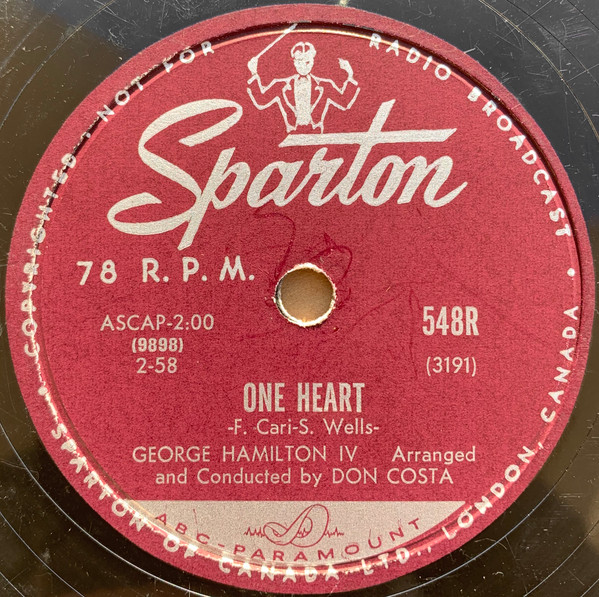 COPYRIGHTED - NOT FOR RADIO BROADCAST •
Sparton
78 R. P. M.
ASCAP-2:00
(9898)
2-58
548R
(3191)
ONE HEART
-F. Cari-S. Wells-
GEORGE HAMILTON IV Arranged
and Conducted by DON COSTA
ABC-PARAMOUNT
• SPARTON OF CANADA LTD., LONDON, CANADA •